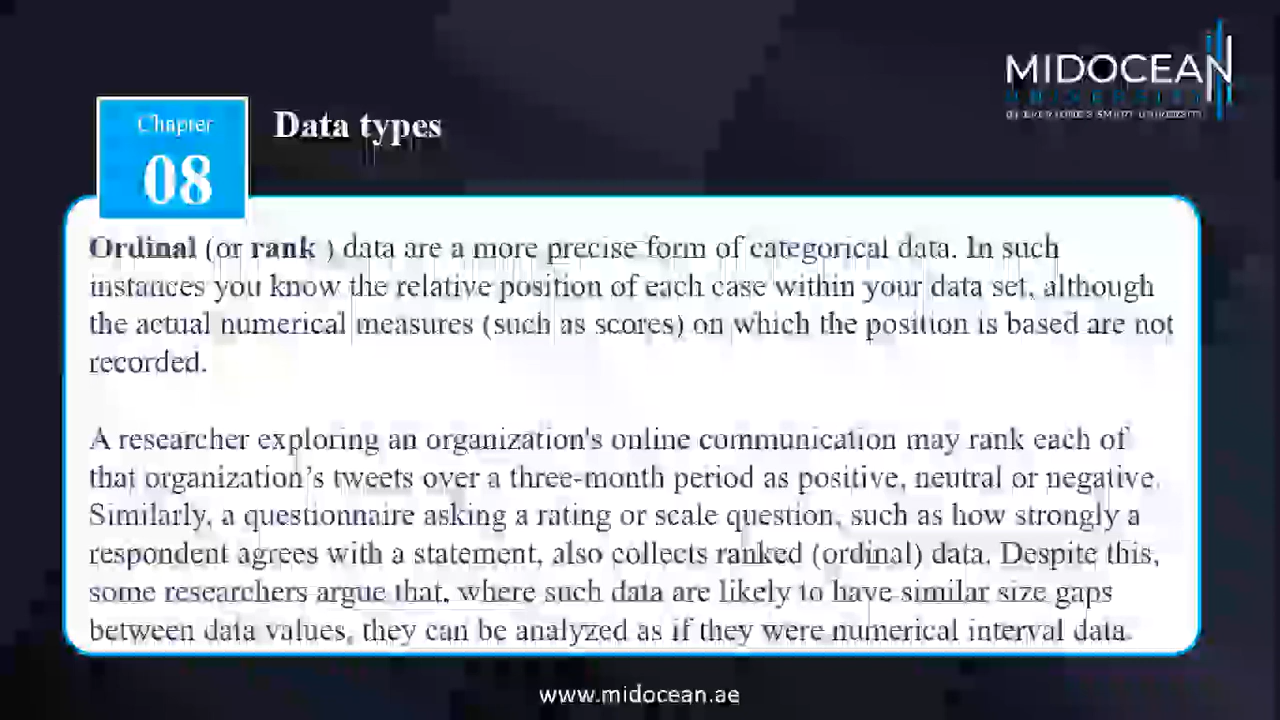 MIDOCEAN
UNIVERSITY
Chapter
08
Data types
Ordinal (or rank ) data are a more precise form of categorical data. In such
instances you know the relative position of each case within your data set, although
the actual numerical measures (such as scores) on which the position is based are not
recorded.
A researcher exploring an organization's online communication may rank each of
that organization’s tweets over a three-month period as positive, neutral or negative.
Similarly, a questionnaire asking a rating or scale question, such as how strongly a
respondent agrees with a statement, also collects ranked (ordinal) data. Despite this,
some researchers argue that, where such data are likely to have similar size gaps
between data values, they can be analyzed as if they were numerical interval data.
www.midocean.ae